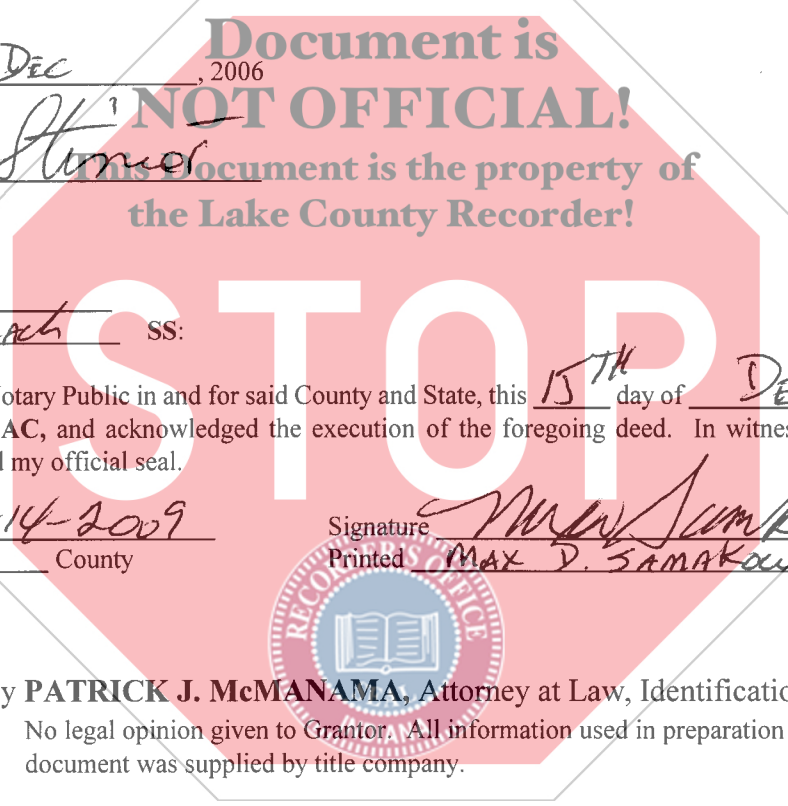 Document is
DEC , 2006
NOT OFFICIAL!
This Document is the property of
the Lake County Recorder!
SS:
STOP
Notary Public in and for said County and State, this 15TH day of DE
AC, and acknowledged the execution of the foregoing deed. In witnes
my official seal.
14-2009
Signature
County
Printed MAX D. SAMAKOW
RECORDER'S OFFICE
y PATRICK J. McMANAMA, Attorney at Law, Identificatio
No legal opinion given to Grantor. All information used in preparation
INDIANA
document was supplied by title company.